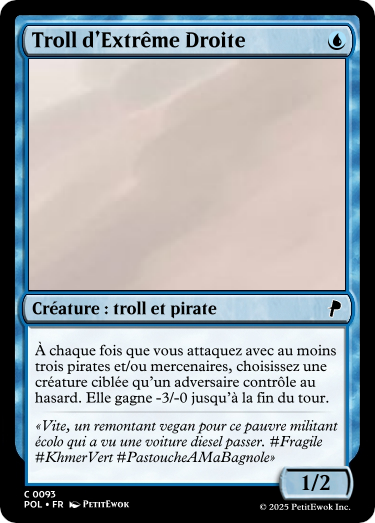 Troll d'Extrême Droite
Créature : troll et pirate
À chaque fois que vous attaquez avec au moins
trois pirates et/ou mercenaires, choisissez une
créature ciblée qu'un adversaire contrôle au
hasard. Elle gagne -3/-0 jusqu'à la fin du tour.
«Vite, un remontant vegan pour ce pauvre militant
écolo qui a vu une voiture diesel passer. #Fragile
#KhmerVert #PastoucheAMaBagnole»
1/2
C 0093
POL • FR PETITEWOK
© 2025 PetitEwok Inc.